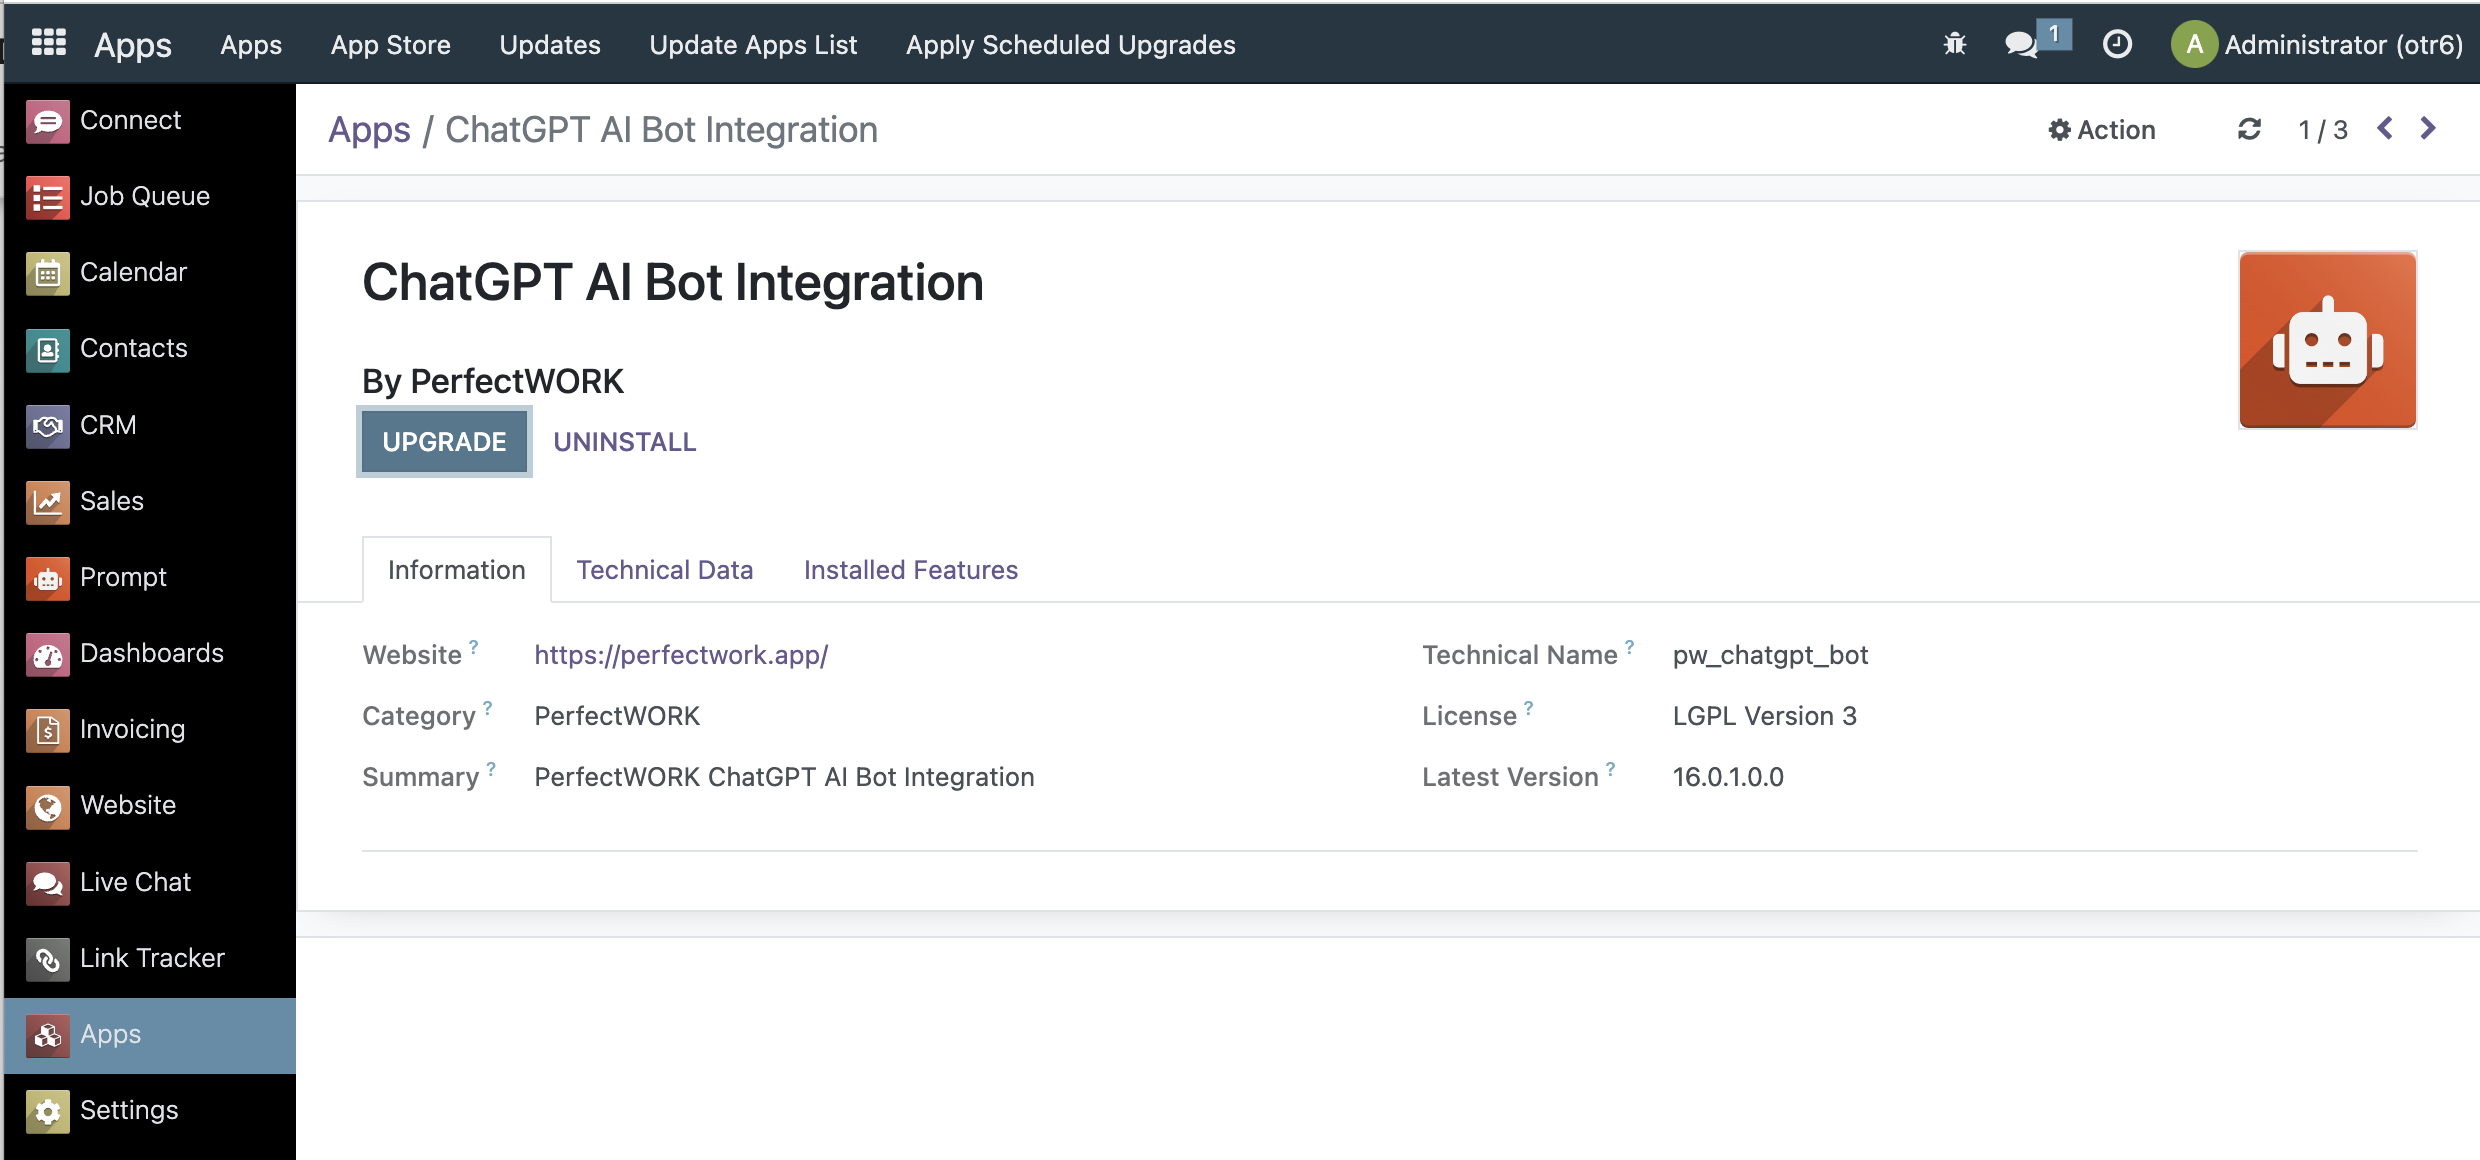 Apps Apps App Store Updates Update Apps List Apply Scheduled Upgrades 1 A Administrator (otr6)
Connect
Job Queue
Calendar
Contacts
CRM
Sales
Prompt
Dashboards
Invoicing
Website
Live Chat
Link Tracker
Apps
Settings
Apps / ChatGPT AI Bot Integration Action 1 / 3
ChatGPT AI Bot Integration
By PerfectWORK
UPGRADE UNINSTALL
Information Technical Data Installed Features
Website ? https://perfectwork.app/ Technical Name ? pw_chatgpt_bot
Category ? PerfectWORK License ? LGPL Version 3
Summary ? PerfectWORK ChatGPT AI Bot Integration Latest Version ? 16.0.1.0.0